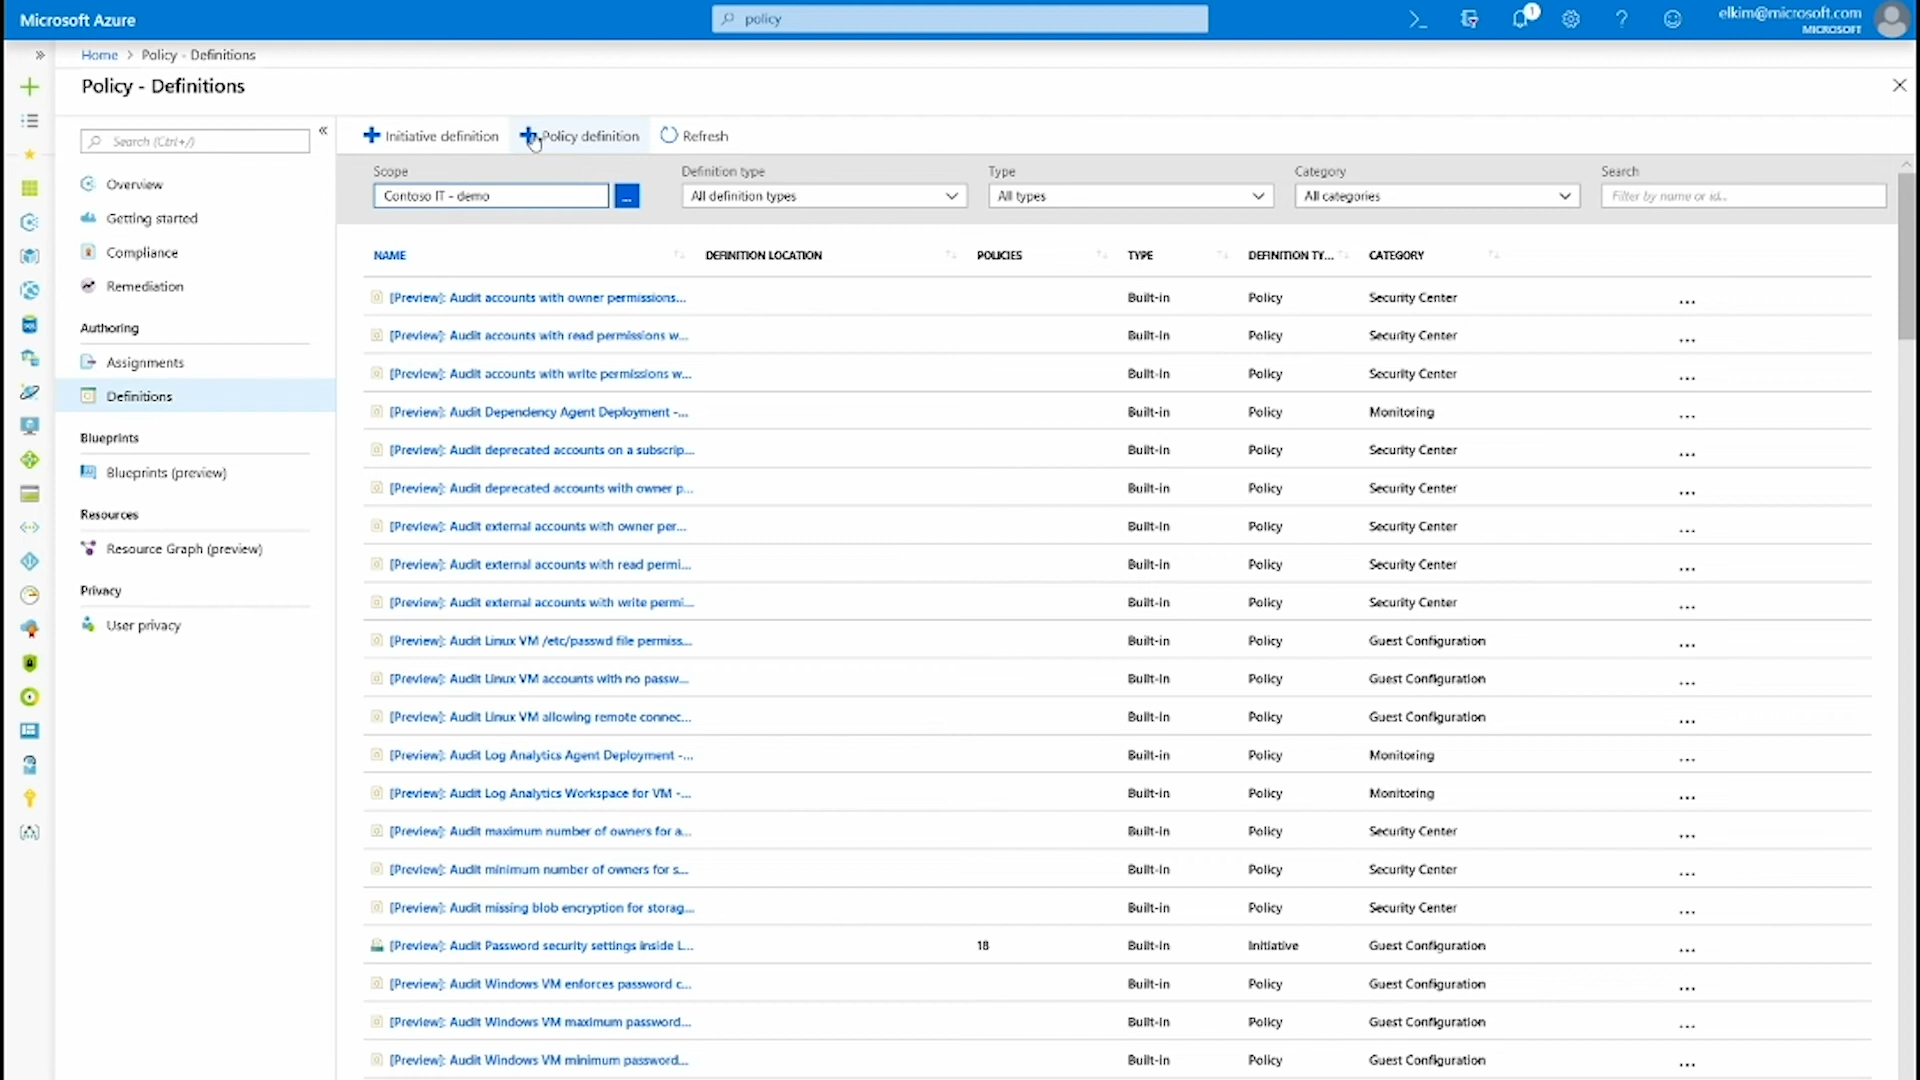 Microsoft Azure
policy
1
elkim@microsoft.com
MICROSOFT
Home > Policy - Definitions
Policy - Definitions
Search (Ctrl+/)
Overview
Getting started
Compliance
Remediation
Authoring
Assignments
Definitions
Blueprints
Blueprints (preview)
Resources
Resource Graph (preview)
Privacy
User privacy
Initiative definition Policy definition Refresh
Scope Definition type Type Category Search
Contoso IT - demo ... All definition types All types All categories Filter by name or id...
NAME DEFINITION LOCATION POLICIES TYPE DEFINITION TY... CATEGORY
[Preview]: Audit accounts with owner permissions... Built-in Policy Security Center ...
[Preview]: Audit accounts with read permissions w... Built-in Policy Security Center ...
[Preview]: Audit accounts with write permissions w... Built-in Policy Security Center ...
[Preview]: Audit Dependency Agent Deployment -... Built-in Policy Monitoring ...
[Preview]: Audit deprecated accounts on a subscrip... Built-in Policy Security Center ...
[Preview]: Audit deprecated accounts with owner p... Built-in Policy Security Center ...
[Preview]: Audit external accounts with owner per... Built-in Policy Security Center ...
[Preview]: Audit external accounts with read permi... Built-in Policy Security Center ...
[Preview]: Audit external accounts with write permi... Built-in Policy Security Center ...
[Preview]: Audit Linux VM /etc/passwd file permiss... Built-in Policy Guest Configuration ...
[Preview]: Audit Linux VM accounts with no passw... Built-in Policy Guest Configuration ...
[Preview]: Audit Linux VM allowing remote connec... Built-in Policy Guest Configuration ...
[Preview]: Audit Log Analytics Agent Deployment -... Built-in Policy Monitoring ...
[Preview]: Audit Log Analytics Workspace for VM -... Built-in Policy Monitoring ...
[Preview]: Audit maximum number of owners for a... Built-in Policy Security Center ...
[Preview]: Audit minimum number of owners for s... Built-in Policy Security Center ...
[Preview]: Audit missing blob encryption for storag... Built-in Policy Security Center ...
[Preview]: Audit Password security settings inside L... 18 Built-in Initiative Guest Configuration ...
[Preview]: Audit Windows VM enforces password c... Built-in Policy Guest Configuration ...
[Preview]: Audit Windows VM maximum password... Built-in Policy Guest Configuration ...
[Preview]: Audit Windows VM minimum password... Built-in Policy Guest Configuration ...